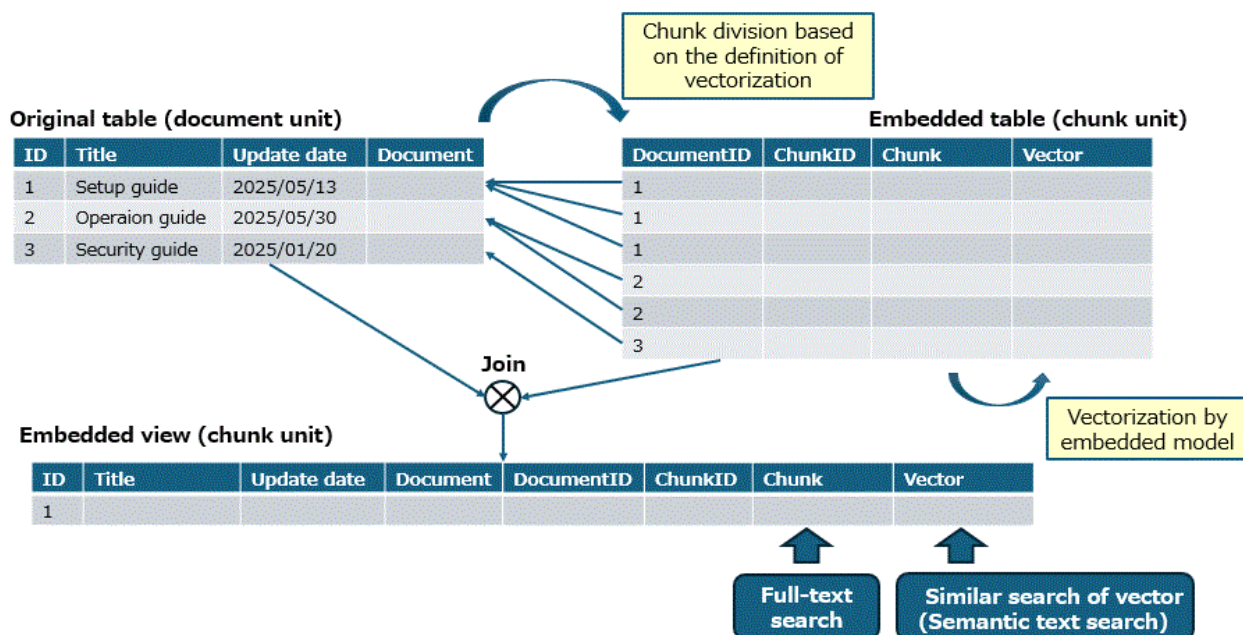 Chunk division based
on the definition of
vectorization
Original table (document unit)
ID Title Update date Document
1 Setup guide 2025/05/13
2 Operaion guide 2025/05/30
3 Security guide 2025/01/20
Embedded table (chunk unit)
DocumentID ChunkID Chunk Vector
1
1
1
2
2
3
Join
Vectorization by
embedded model
Embedded view (chunk unit)
ID Title Update date Document DocumentID ChunkID Chunk Vector
1
Full-text
search
Similar search of vector
(Semantic text search)